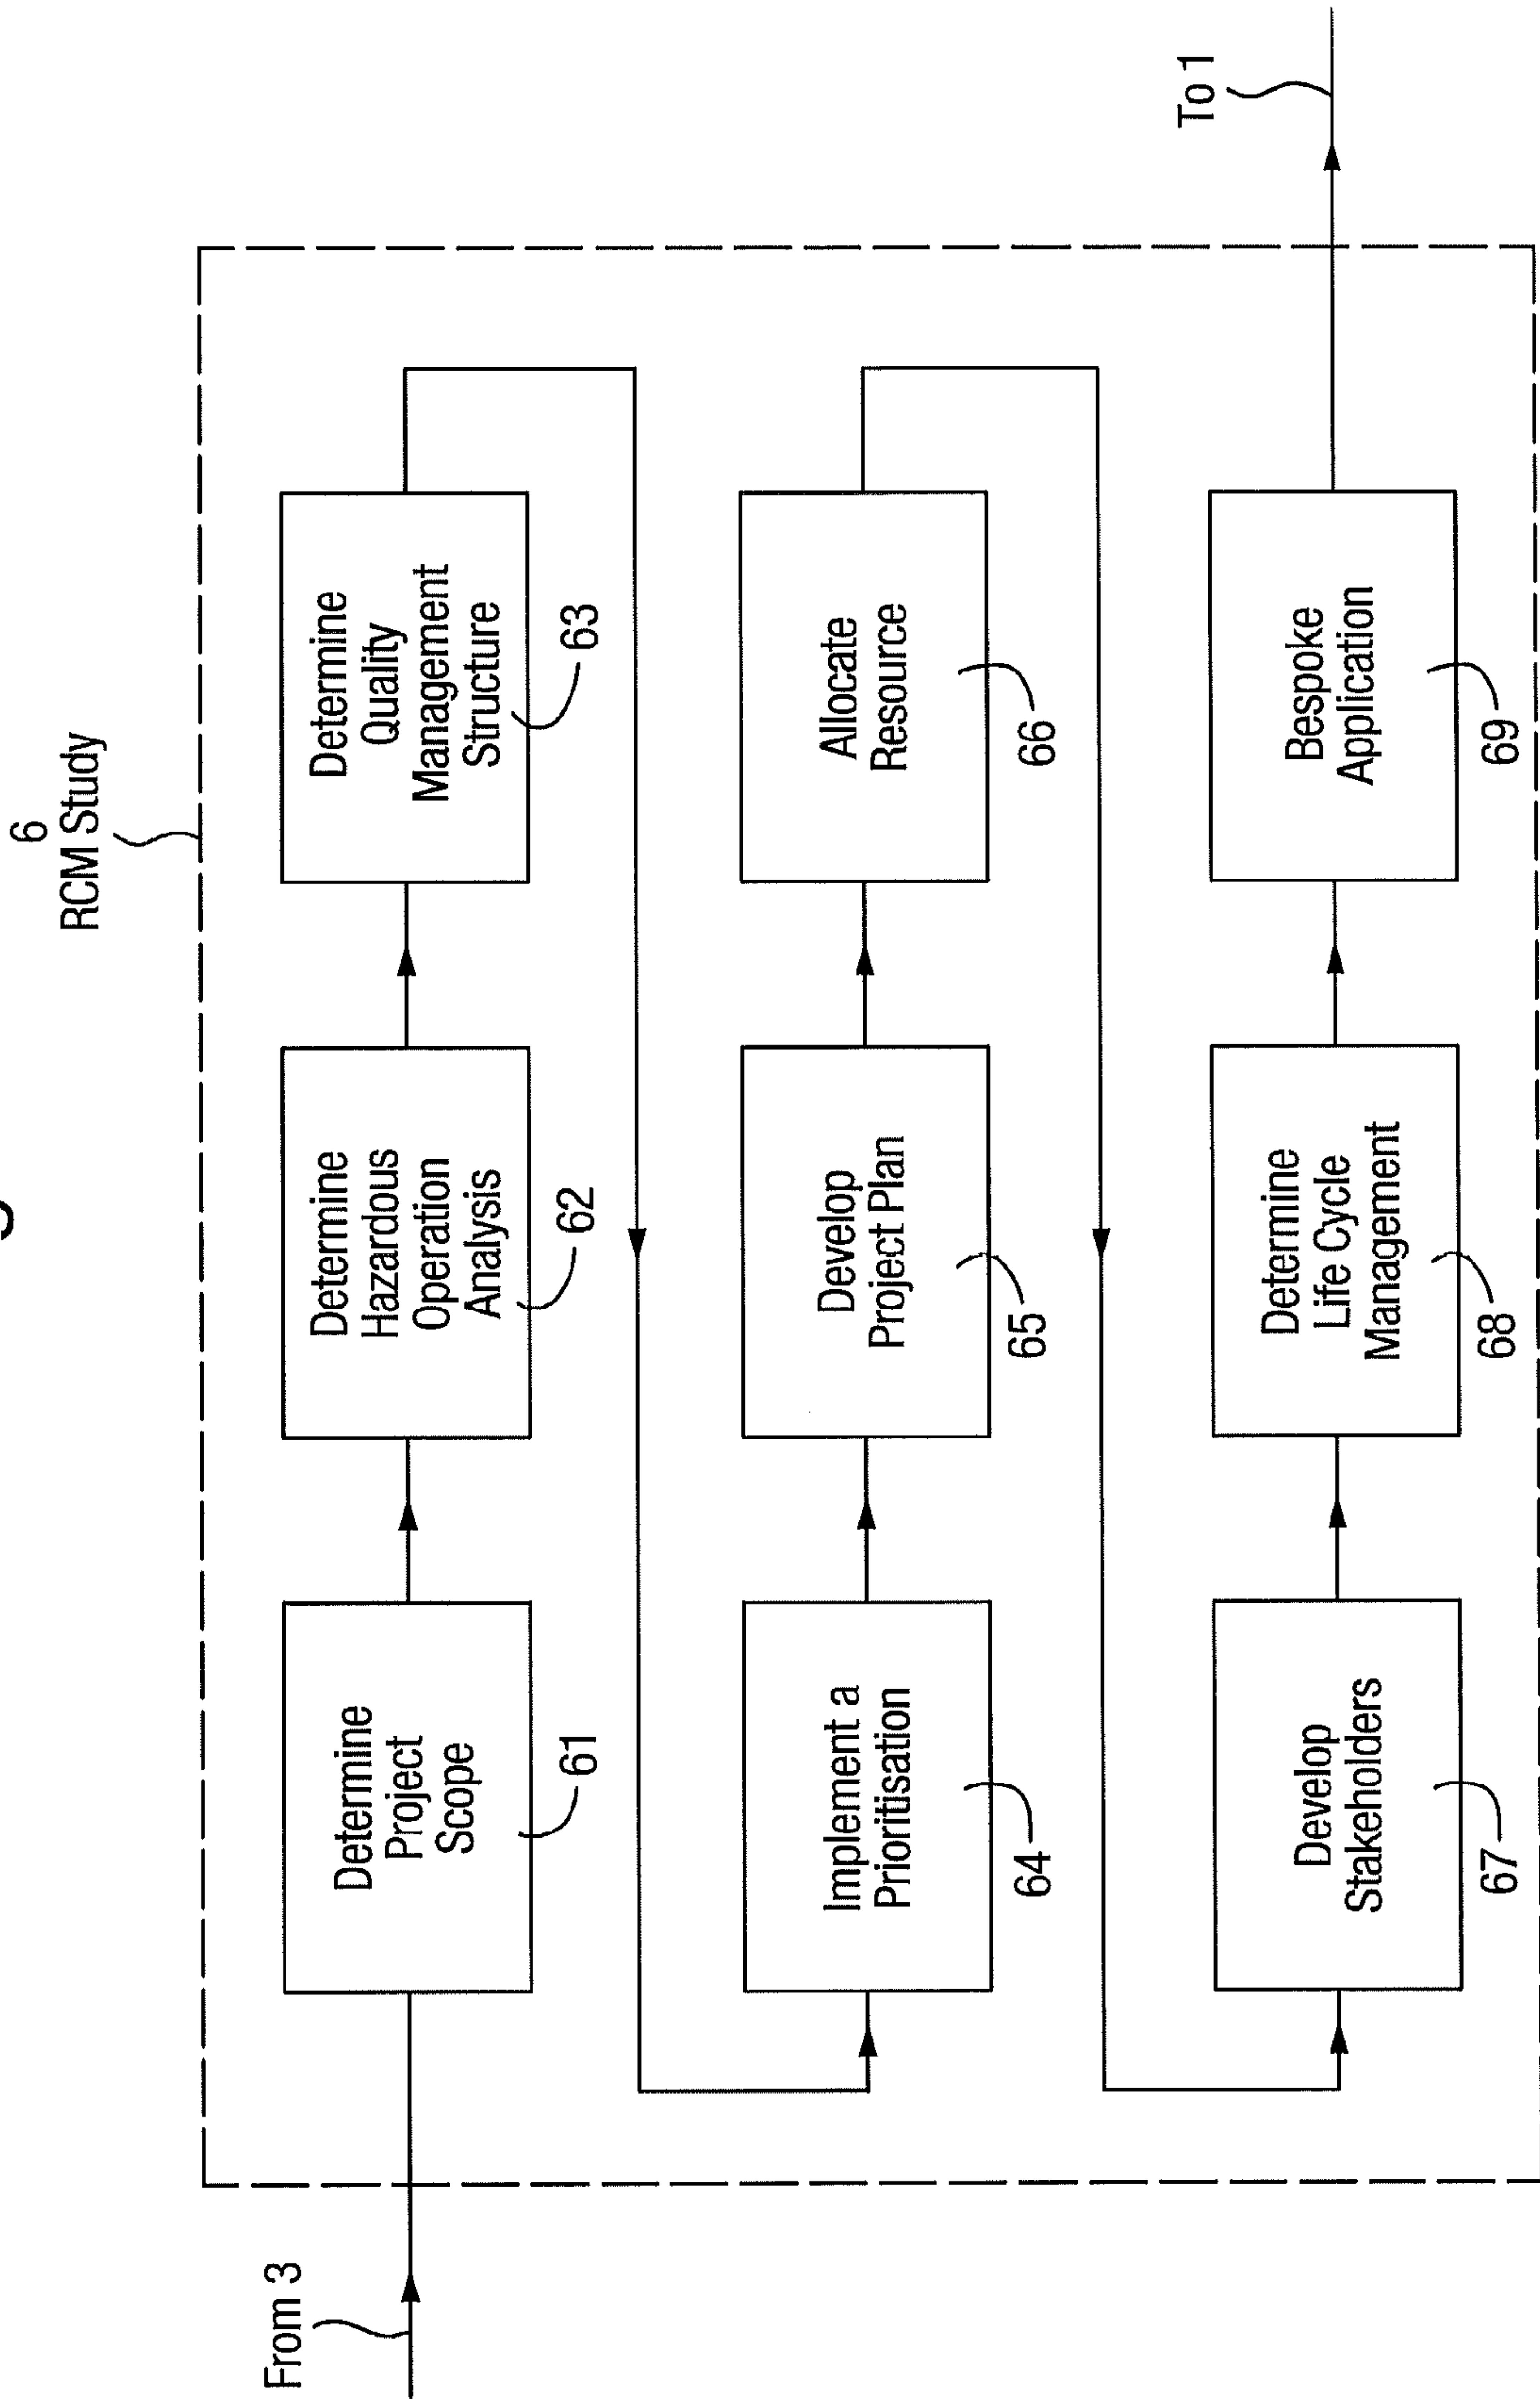 6
RCM Study
From 3
Determine
Project
Scope
61
Determine
Hazardous
Operation
Analysis
62
Determine
Quality
Management
Structure
63
Implement a
Prioritisation
64
Develop
Project Plan
65
Allocate
Resource
66
Develop
Stakeholders
67
Determine
Life Cycle
Management
68
Bespoke
Application
69
To 1